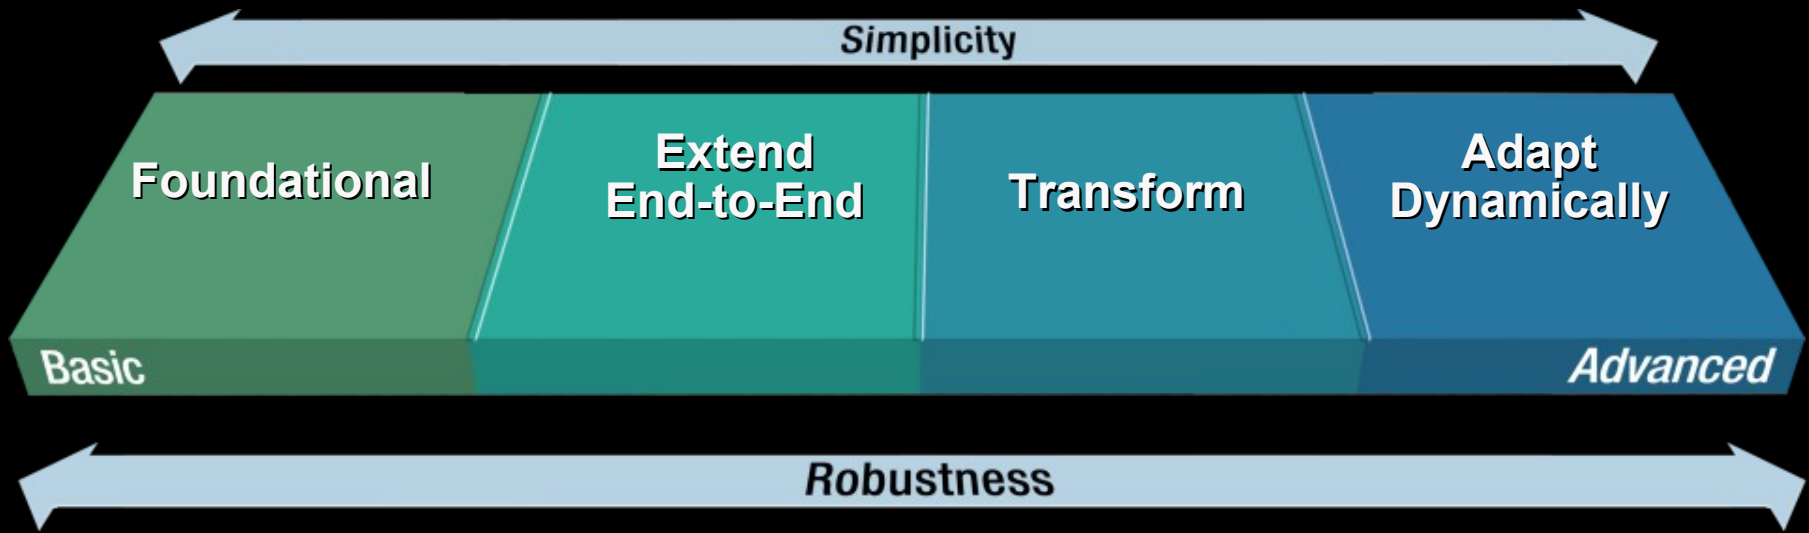 Simplicity
Foundational
Extend
End-to-End
Transform
Adapt
Dynamically
Basic
Advanced
Robustness